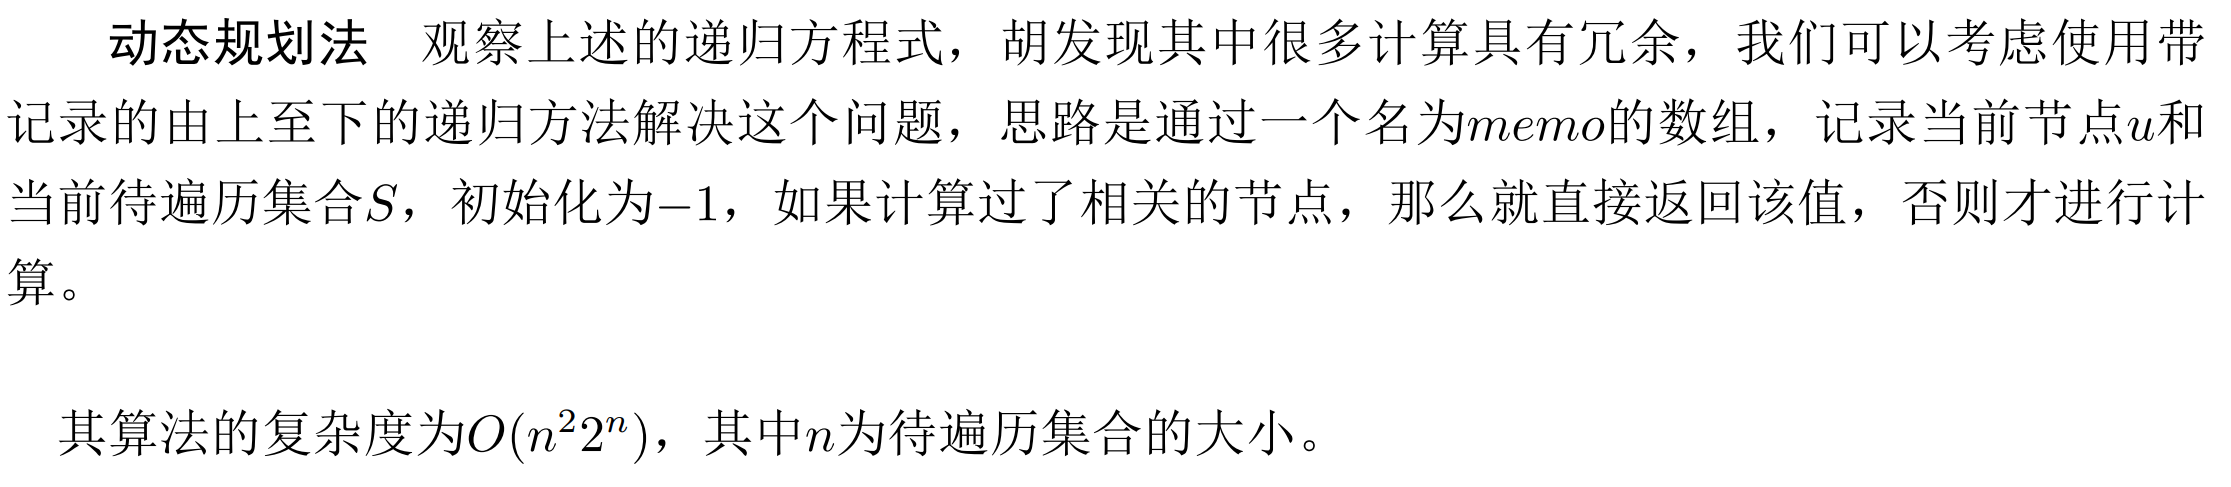 动态规划法 观察上述的递归方程式，胡发现其中很多计算具有冗余，我们可以考虑使用带
记录的由上至下的递归方法解决这个问题，思路是通过一个名为memo的数组，记录当前节点u和
当前待遍历集合S，初始化为−1，如果计算过了相关的节点，那么就直接返回该值，否则才进行计
算。
其算法的复杂度为O(n²2ⁿ)，其中n为待遍历集合的大小。